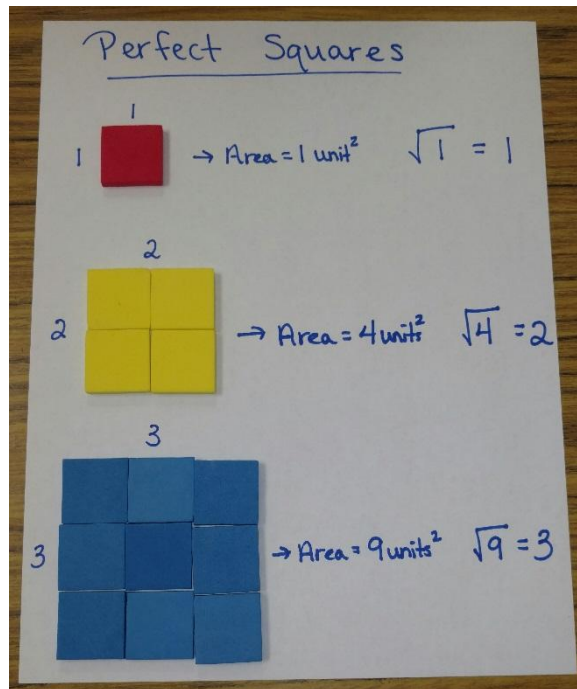 Perfect Squares
1
1 → Area = 1 unit² √1 = 1
2
2 → Area = 4 units² √4 = 2
3
3 → Area = 9 units² √9 = 3